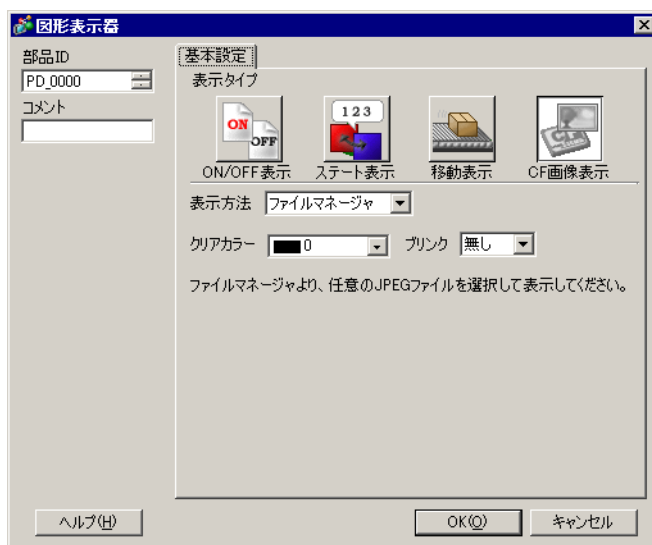 図形表示器
部品ID
PD_0000
コメント
基本設定
表示タイプ
ON
OFF
123
ON/OFF表示 ステート表示 移動表示 CF画像表示
表示方法 ファイルマネージャ
クリアカラー 0 ブリンク 無し
ファイルマネージャより、任意のJPEGファイルを選択して表示してください。
ヘルプ(H) OK(O) キャンセル